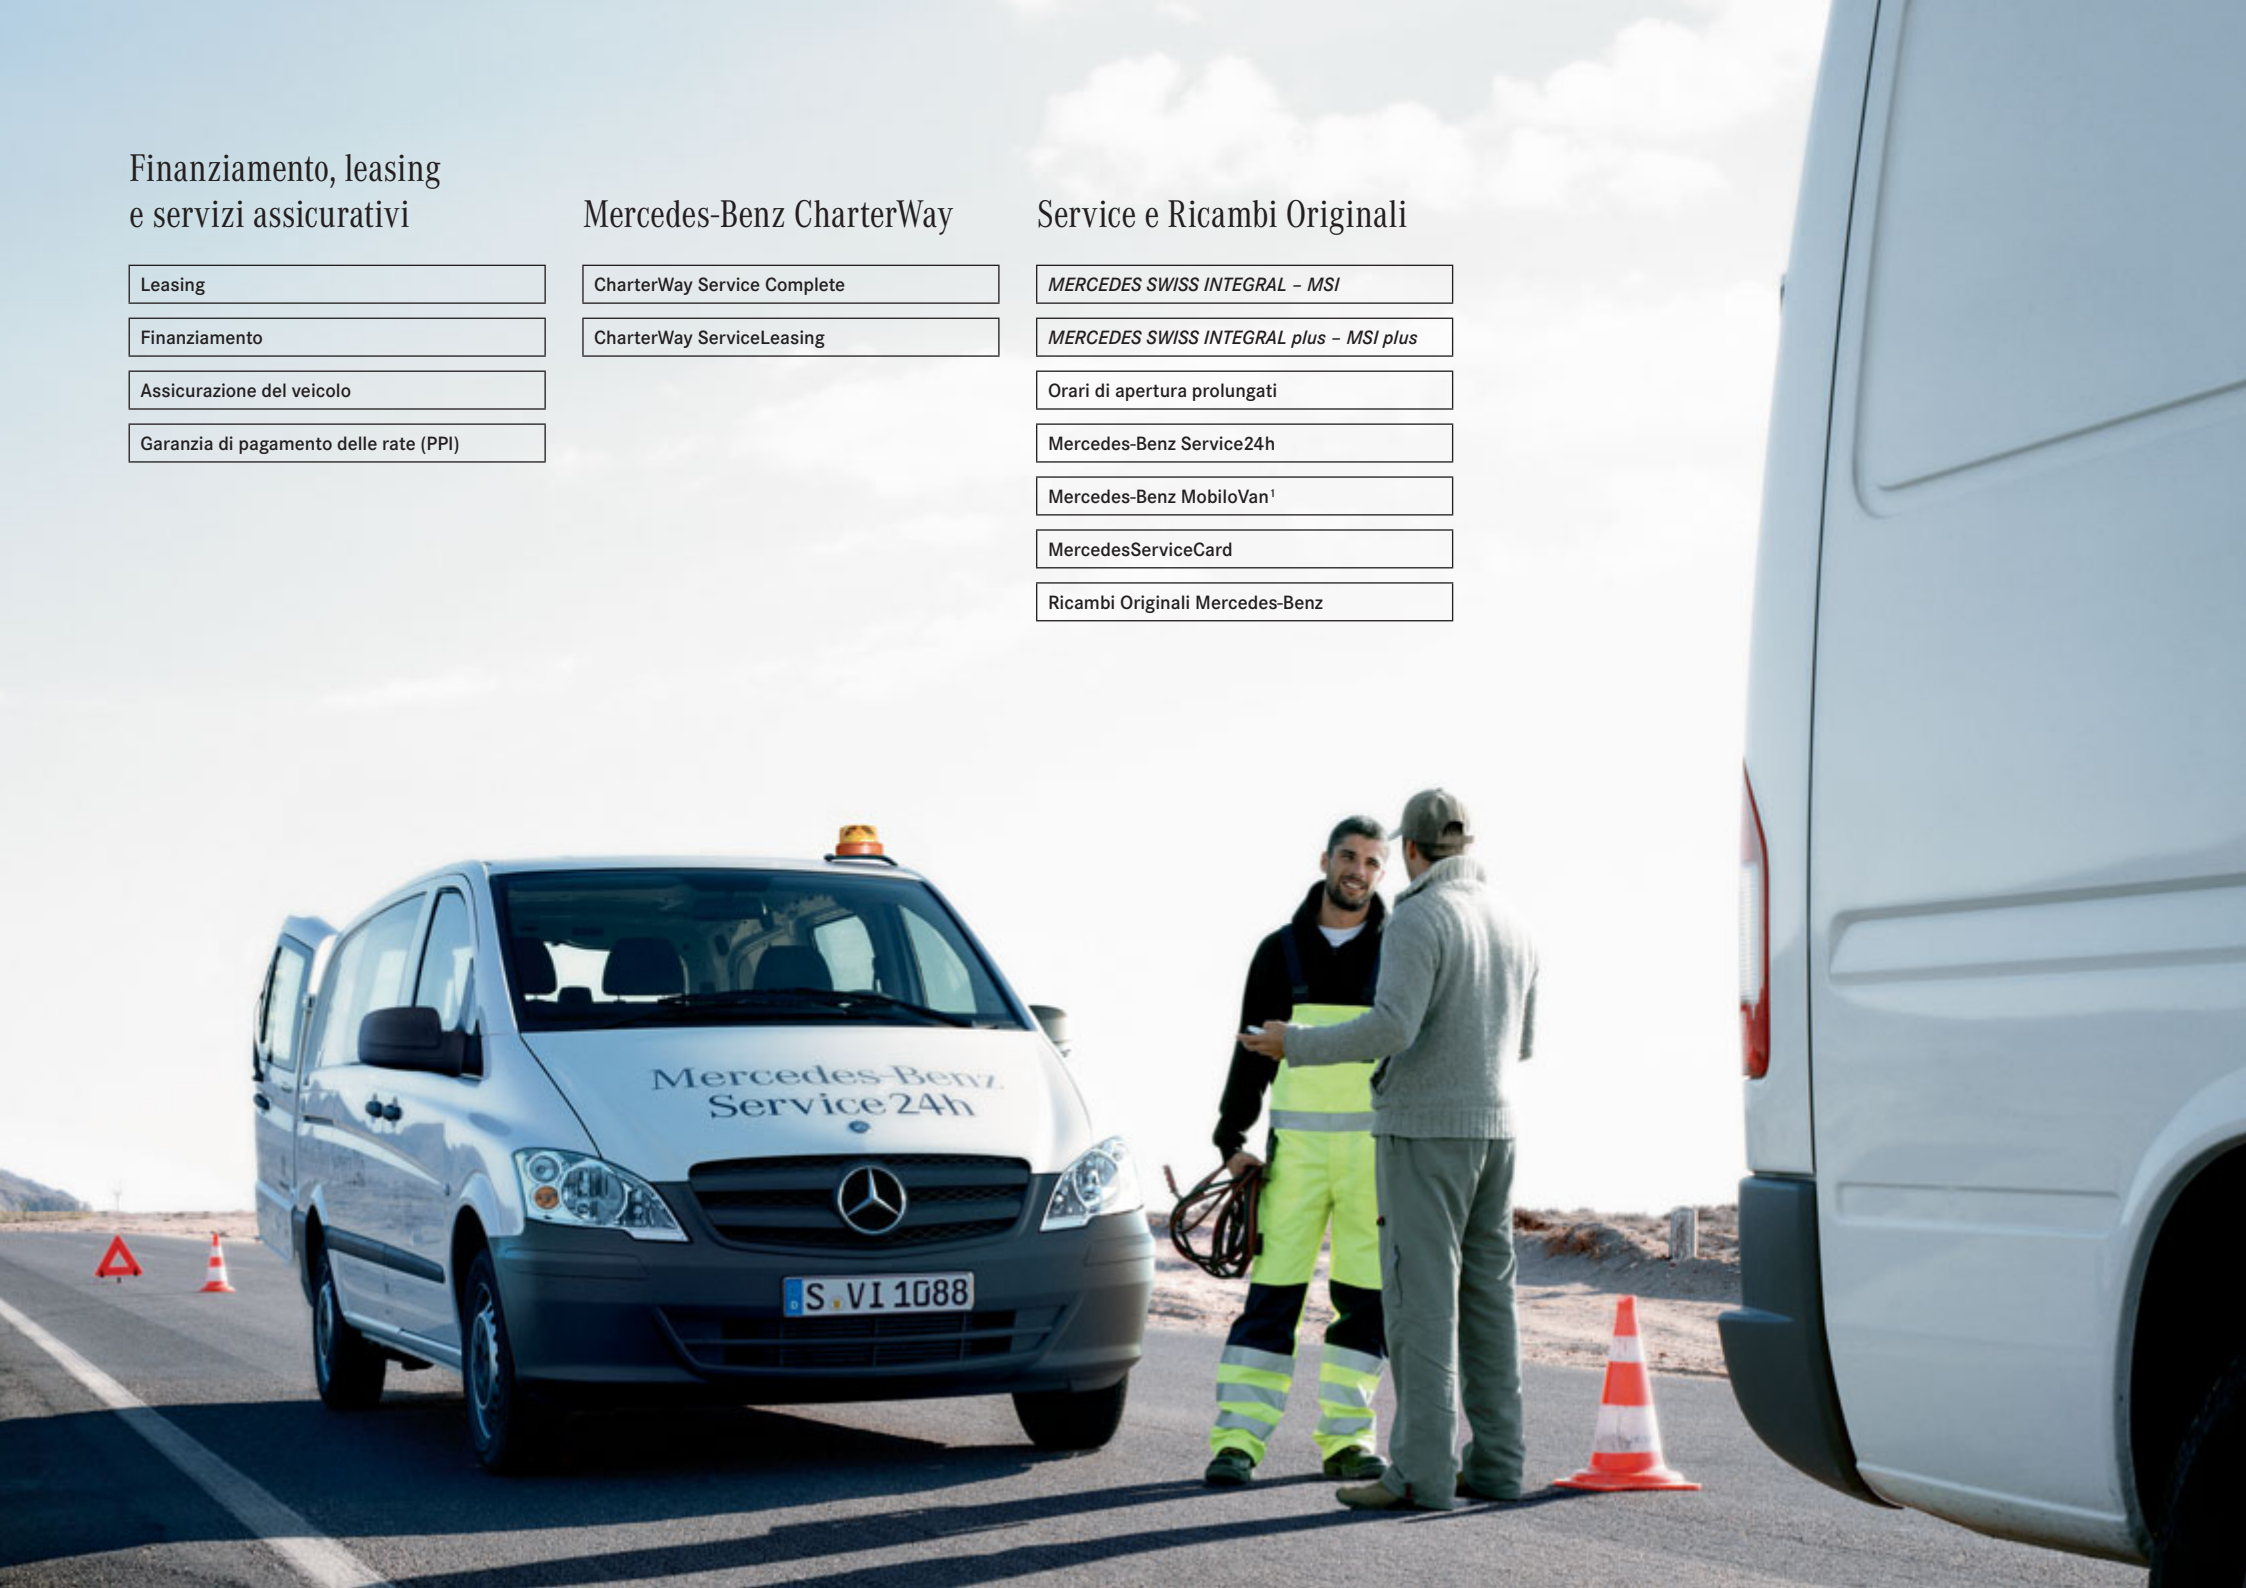 Finanziamento, leasing
e servizi assicurativi
Leasing
Finanziamento
Assicurazione del veicolo
Garanzia di pagamento delle rate (PPI)
Mercedes-Benz CharterWay
CharterWay Service Complete
CharterWay ServiceLeasing
Service e Ricambi Originali
MERCEDES SWISS INTEGRAL – MSI
MERCEDES SWISS INTEGRAL plus – MSI plus
Orari di apertura prolungati
Mercedes-Benz Service24h
Mercedes-Benz MobiloVan¹
MercedesServiceCard
Ricambi Originali Mercedes-Benz
Mercedes-Benz
Service24h
D S VI 1088